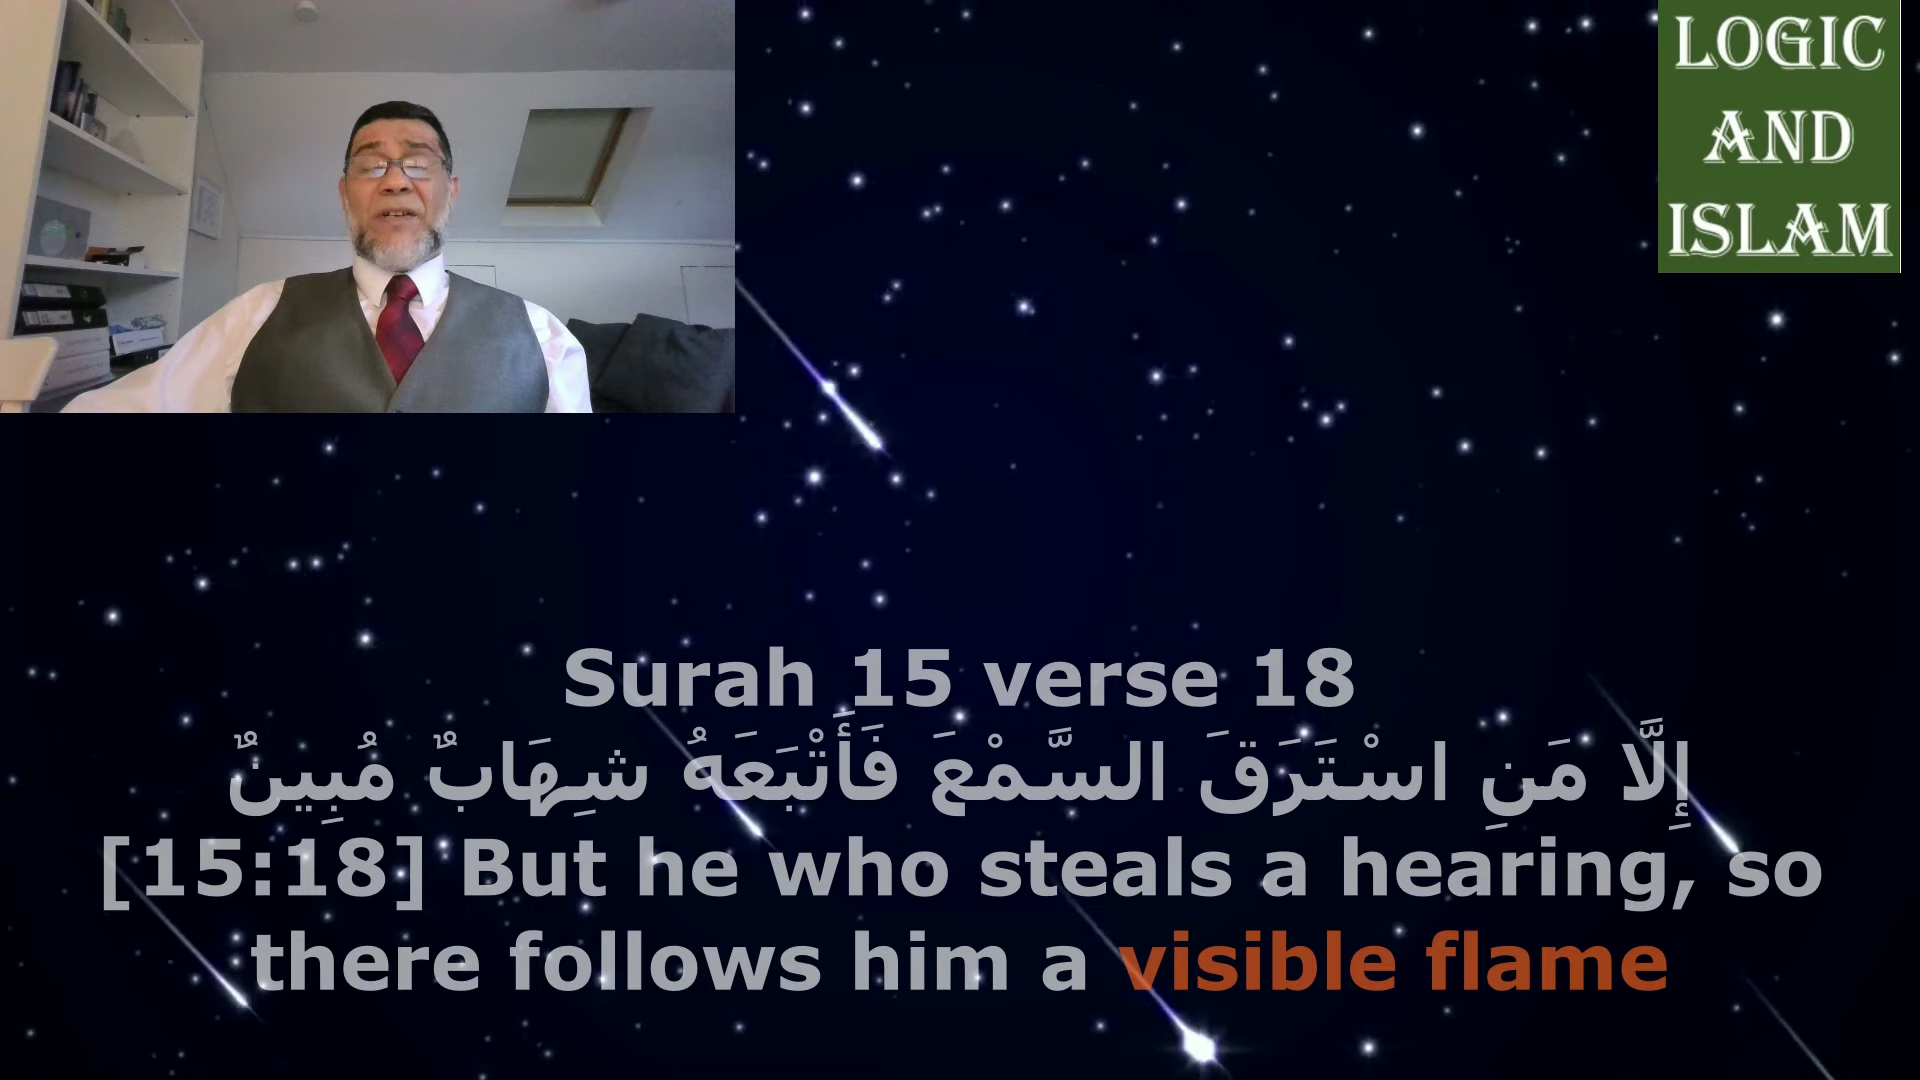 LOGIC
AND
ISLAM
Surah 15 verse 18
إِلَّا مَنِ اسْتَرَقَ السَّمْعَ فَأَتْبَعَهُ شِهَابٌ مُبِينٌ
[15:18] But he who steals a hearing, so
there follows him a visible flame